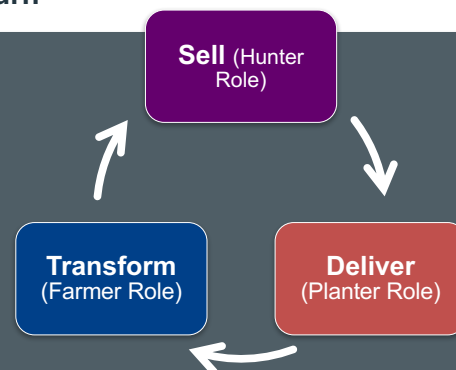 Sell (Hunter
Role)
Transform
(Farmer Role)
Deliver
(Planter Role)